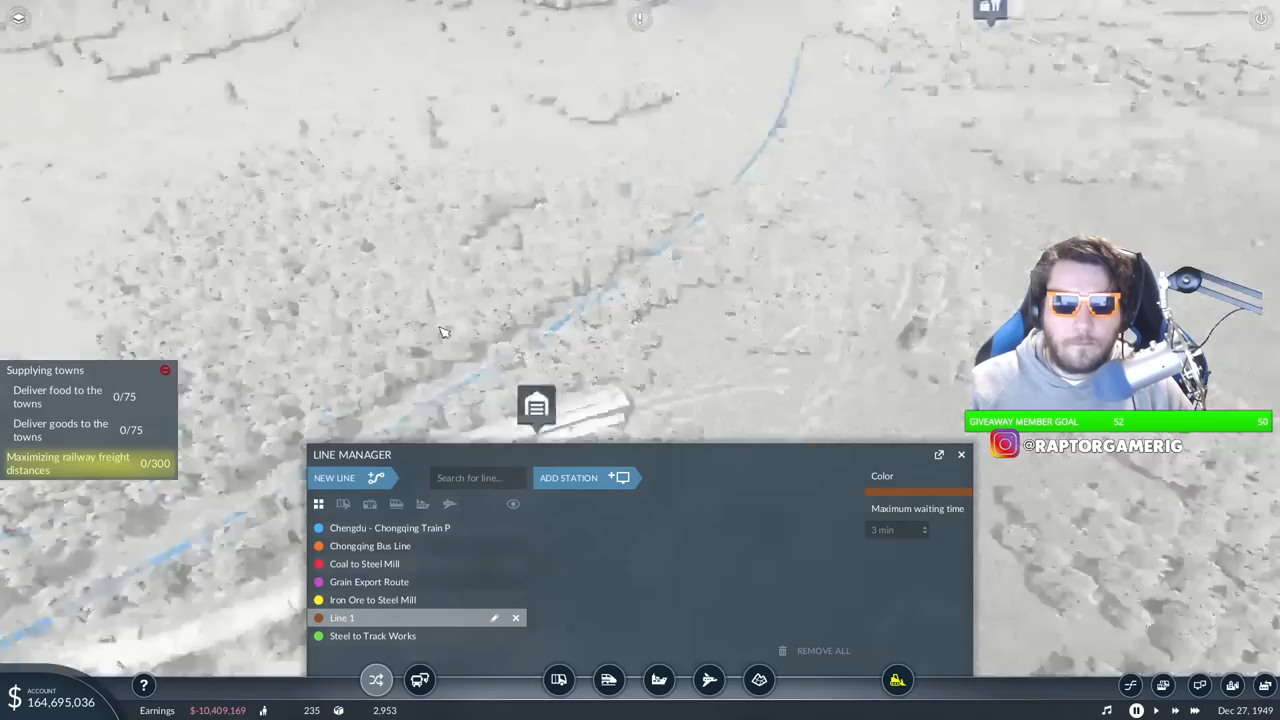 Supplying towns
Deliver food to the
towns
0/75
Deliver goods to the
towns
0/75
Maximizing railway freight
distances
0/300
GIVEAWAY MEMBER GOAL 52 50
@RAPTORGAMERIG
LINE MANAGER
NEW LINE
Search for line...
ADD STATION
Color
Maximum waiting time
3 min
Chengdu - Chongqing Train P
Chongqing Bus Line
Coal to Steel Mill
Grain Export Route
Iron Ore to Steel Mill
Line 1
Steel to Track Works
REMOVE ALL
$ ACCOUNT
164,695,036
?
Earnings $-10,409,169 235 2,953
Dec 27, 1949